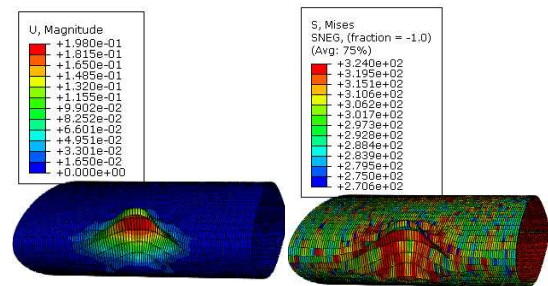 U, Magnitude
+1.980e-01
+1.815e-01
+1.650e-01
+1.485e-01
+1.320e-01
+1.155e-01
+9.902e-02
+8.252e-02
+6.601e-02
+4.951e-02
+3.301e-02
+1.650e-02
+0.000e+00
S, Mises
SNEG, (fraction = -1.0)
(Avg: 75%)
+3.240e+02
+3.195e+02
+3.151e+02
+3.106e+02
+3.062e+02
+3.017e+02
+2.973e+02
+2.928e+02
+2.884e+02
+2.839e+02
+2.795e+02
+2.750e+02
+2.706e+02